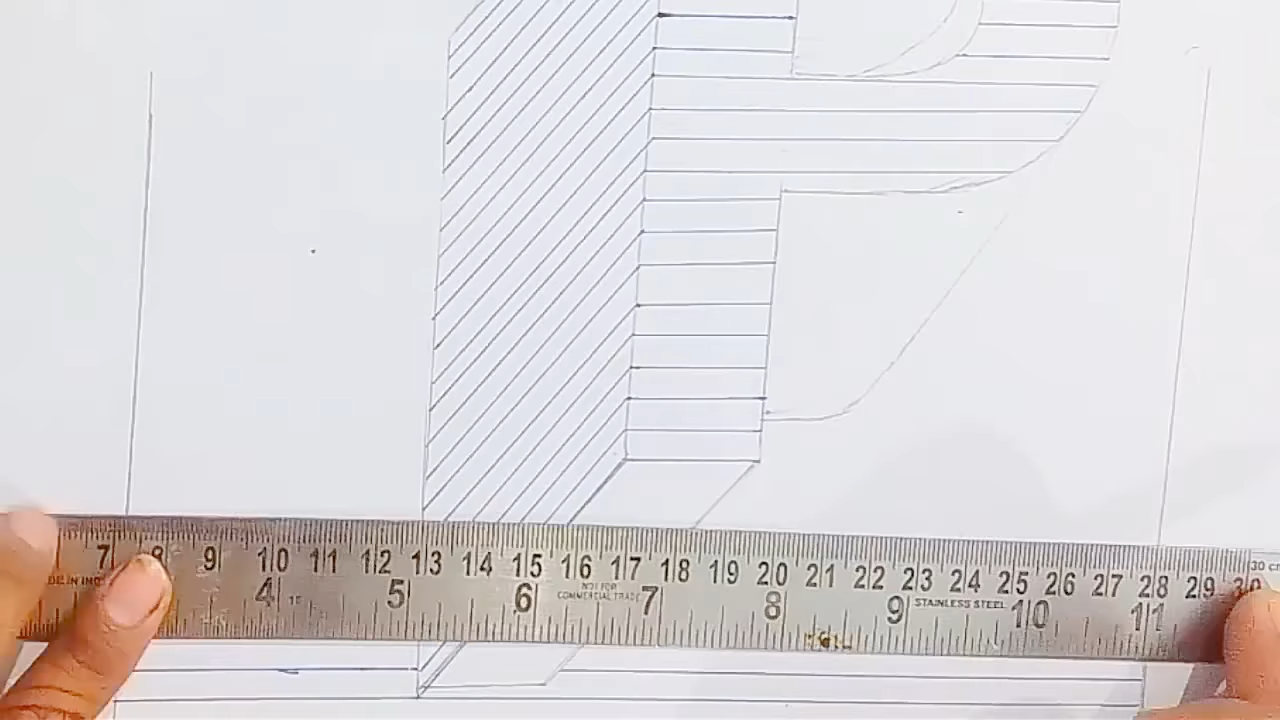 30 cm
7 8 9 10 11 12 13 14 15 16 17 18 19 20 21 22 23 24 25 26 27 28 29 30
NOT FOR
COMMERCIAL TRADE
STAINLESS STEEL
4 5 6 7 8 9 10 11